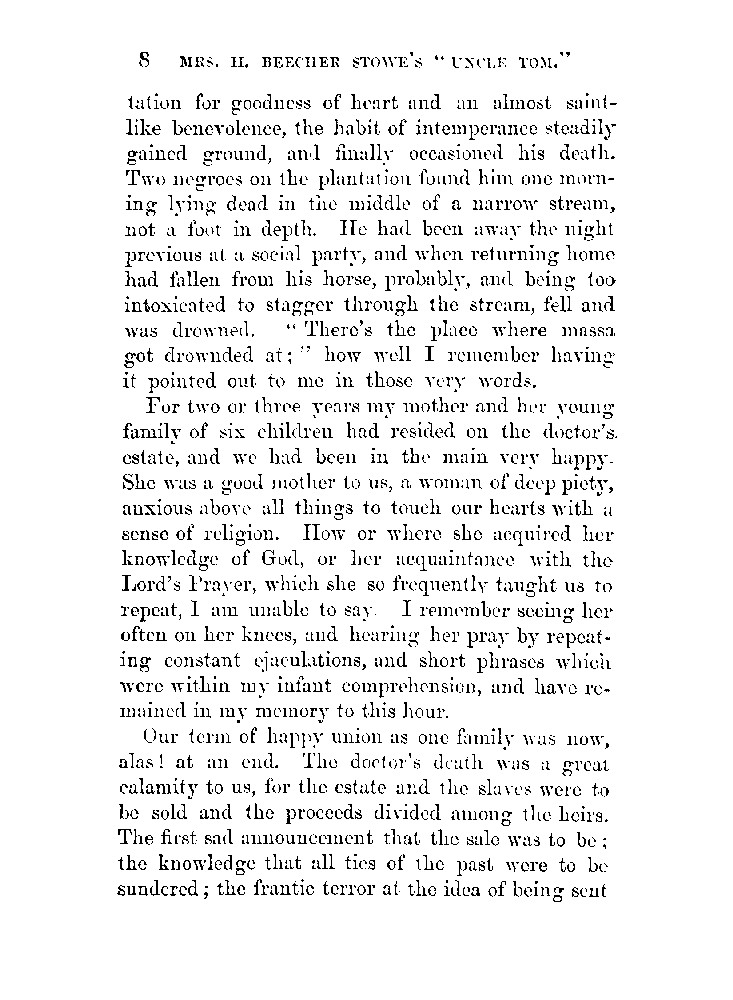 8 MRS. H. BEECHER STOWE'S "UNCLE TOM."
tation for goodness of heart and an almost saint-
like benevolence, the habit of intemperance steadily
gained ground, and finally occasioned his death.
Two negroes on the plantation found him one morn-
ing lying dead in the middle of a narrow stream,
not a foot in depth. He had been away the night
previous at a social party, and when returning home
had fallen from his horse, probably, and being too
intoxicated to stagger through the stream, fell and
was drowned. "There's the place where massa
got drownded at;" how well I remember having
it pointed out to me in those very words.
For two or three years my mother and her young
family of six children had resided on the doctor's
estate, and we had been in the main very happy.
She was a good mother to us, a woman of deep piety,
anxious above all things to touch our hearts with a
sense of religion. How or where she acquired her
knowledge of God, or her acquaintance with the
Lord's Prayer, which she so frequently taught us to
repeat, I am unable to say. I remember seeing her
often on her knees, and hearing her pray by repeat-
ing constant ejaculations, and short phrases which
were within my infant comprehension, and have re-
mained in my memory to this hour.
Our term of happy union as one family was now,
alas! at an end. The doctor's death was a great
calamity to us, for the estate and the slaves were to
be sold and the proceeds divided among the heirs.
The first sad announcement that the sale was to be;
the knowledge that all ties of the past were to be
sundered; the frantic terror at the idea of being sent